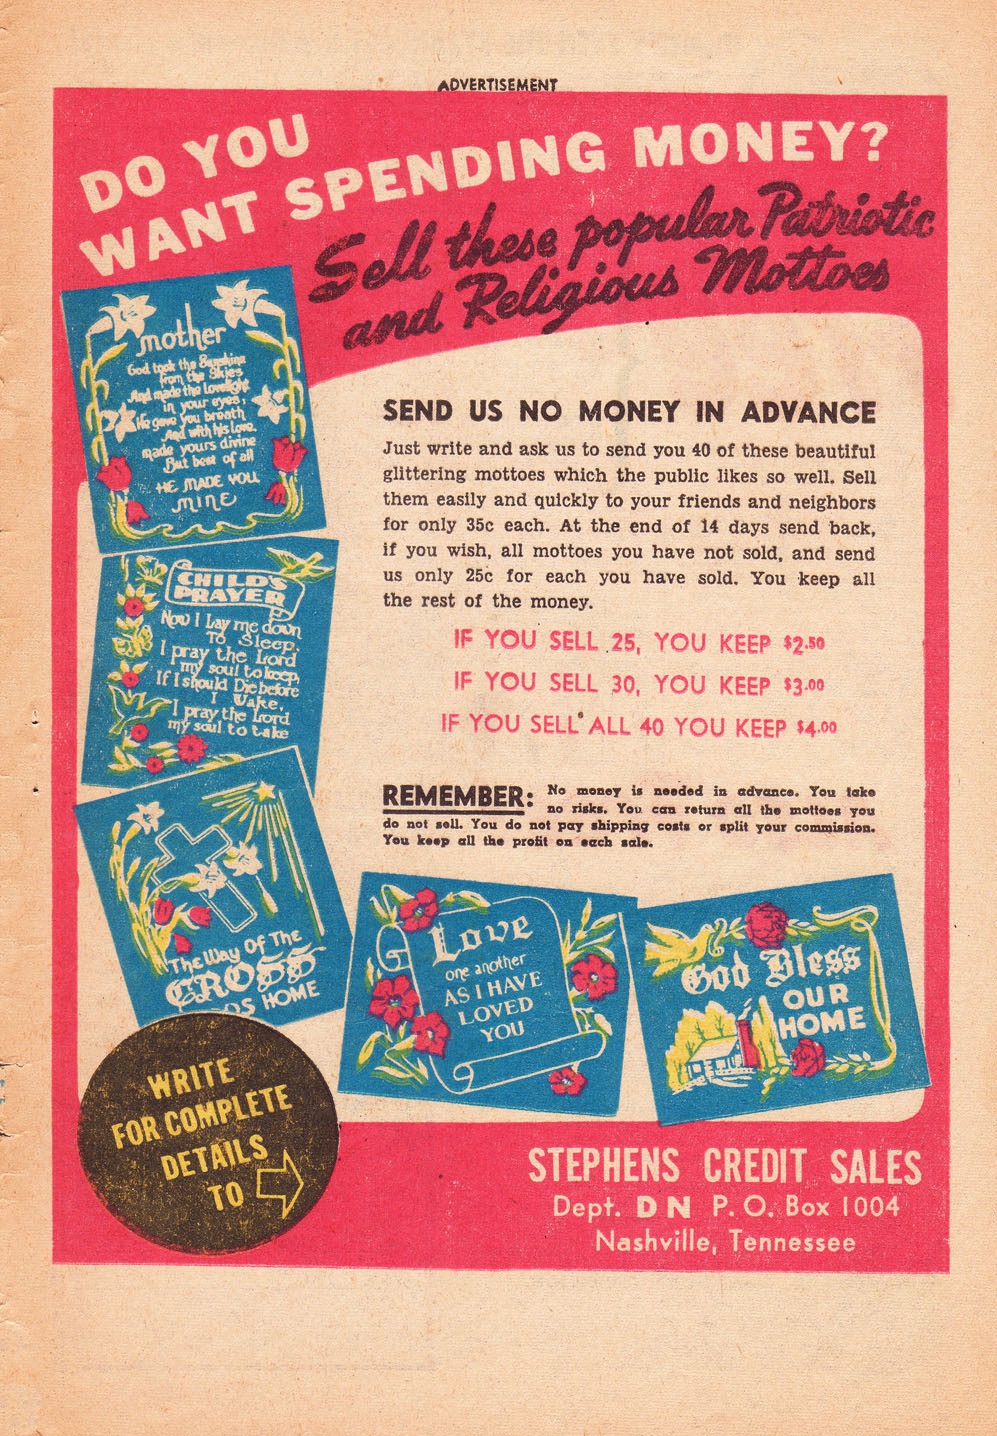 ADVERTISEMENT
DO YOU
WANT SPENDING MONEY?
Sell these popular Patriotic
and Religious Mottoes
mother
God took the Sunshine
from the Skies
And made the lovelight
in your eyes,
He gave you breath
And with his love.
made yours divine
But best of all
HE MADE YOU
MINE
CHILD'S
PRAYER
Now I Lay me down
To Sleep,
I pray the Lord
my soul to keep,
If I should Die before
I Wake,
I pray the Lord
my soul to take
The Way Of The
CROSS
HOME
SEND US NO MONEY IN ADVANCE
Just write and ask us to send you 40 of these beautiful
glittering mottoes which the public likes so well. Sell
them easily and quickly to your friends and neighbors
for only 35c each. At the end of 14 days send back,
if you wish, all mottoes you have not sold, and send
us only 25c for each you have sold. You keep all
the rest of the money.
IF YOU SELL 25, YOU KEEP $2.50
IF YOU SELL 30, YOU KEEP $3.00
IF YOU SELL ALL 40 YOU KEEP $4.00
REMEMBER: No money is needed in advance. You take
no risks. You can return all the mottoes you
do not sell. You do not pay shipping costs or split your commission.
You keep all the profit on each sale.
Love
one another
AS I HAVE
LOVED
YOU
God Bless
OUR
HOME
WRITE
FOR COMPLETE
DETAILS
TO
STEPHENS CREDIT SALES
Dept. DN P. O. Box 1004
Nashville, Tennessee